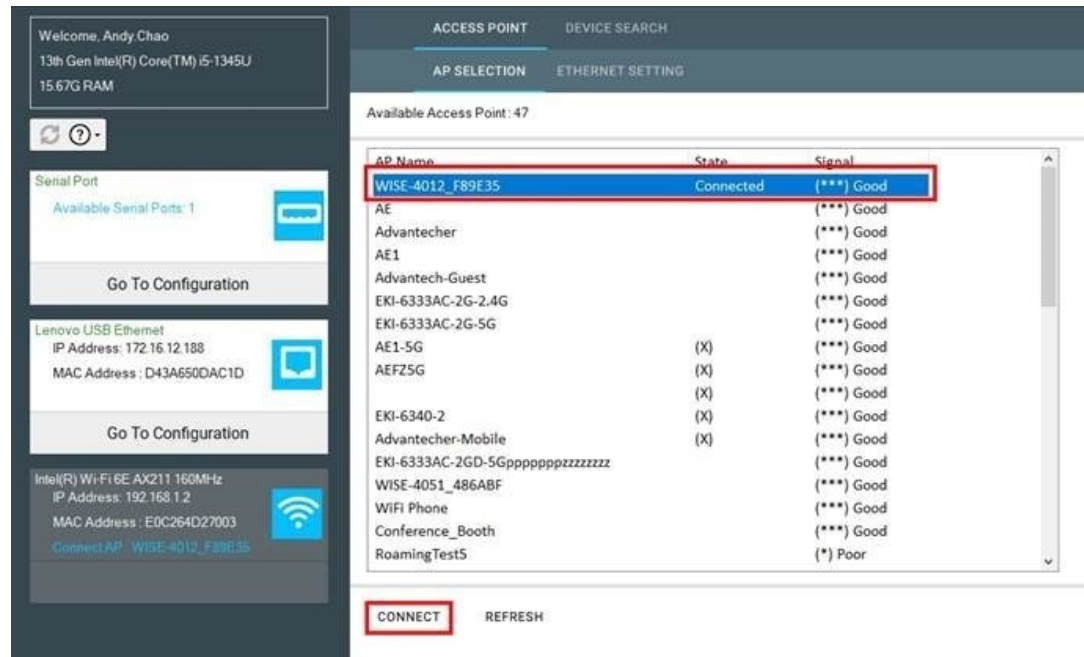 Welcome, Andy.Chao
13th Gen Intel(R) Core(TM) i5-1345U
15.67G RAM
Serial Port
Available Serial Ports: 1
Go To Configuration
Lenovo USB Ethernet
IP Address: 172.16.12.188
MAC Address : D43A650DAC1D
Go To Configuration
Intel(R) Wi-Fi 6E AX211 160MHz
IP Address: 192.168.1.2
MAC Address : E0C264D27003
Connect AP : WISE-4012_F89E35
ACCESS POINT DEVICE SEARCH
AP SELECTION ETHERNET SETTING
Available Access Point : 47
AP Name State Signal
WISE-4012_F89E35 Connected (***) Good
AE (***) Good
Advantecher (***) Good
AE1 (***) Good
Advantech-Guest (***) Good
EKI-6333AC-2G-2.4G (***) Good
EKI-6333AC-2G-5G (***) Good
AE1-5G (X) (***) Good
AEFZ5G (X) (***) Good
(X) (***) Good
EKI-6340-2 (X) (***) Good
Advantecher-Mobile (X) (***) Good
EKI-6333AC-2GD-5Gpppppppzzzzzzzz (***) Good
WISE-4051_486ABF (***) Good
WiFi Phone (***) Good
Conference_Booth (***) Good
RoamingTest5 (*) Poor
CONNECT REFRESH